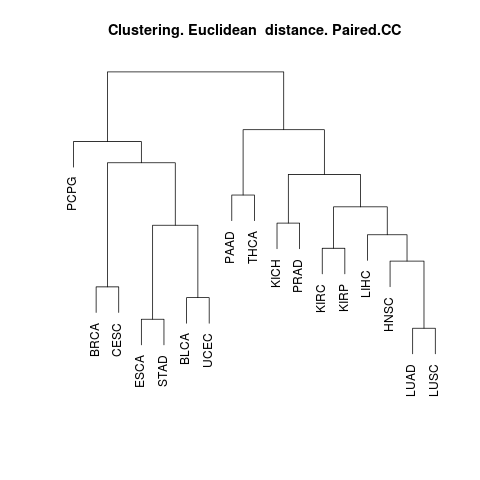 Clustering. Euclidean  distance. Paired.CC
PCPG
BRCA
CESC
ESCA
STAD
BLCA
UCEC
PAAD
THCA
KICH
PRAD
KIRC
KIRP
LIHC
HNSC
LUAD
LUSC